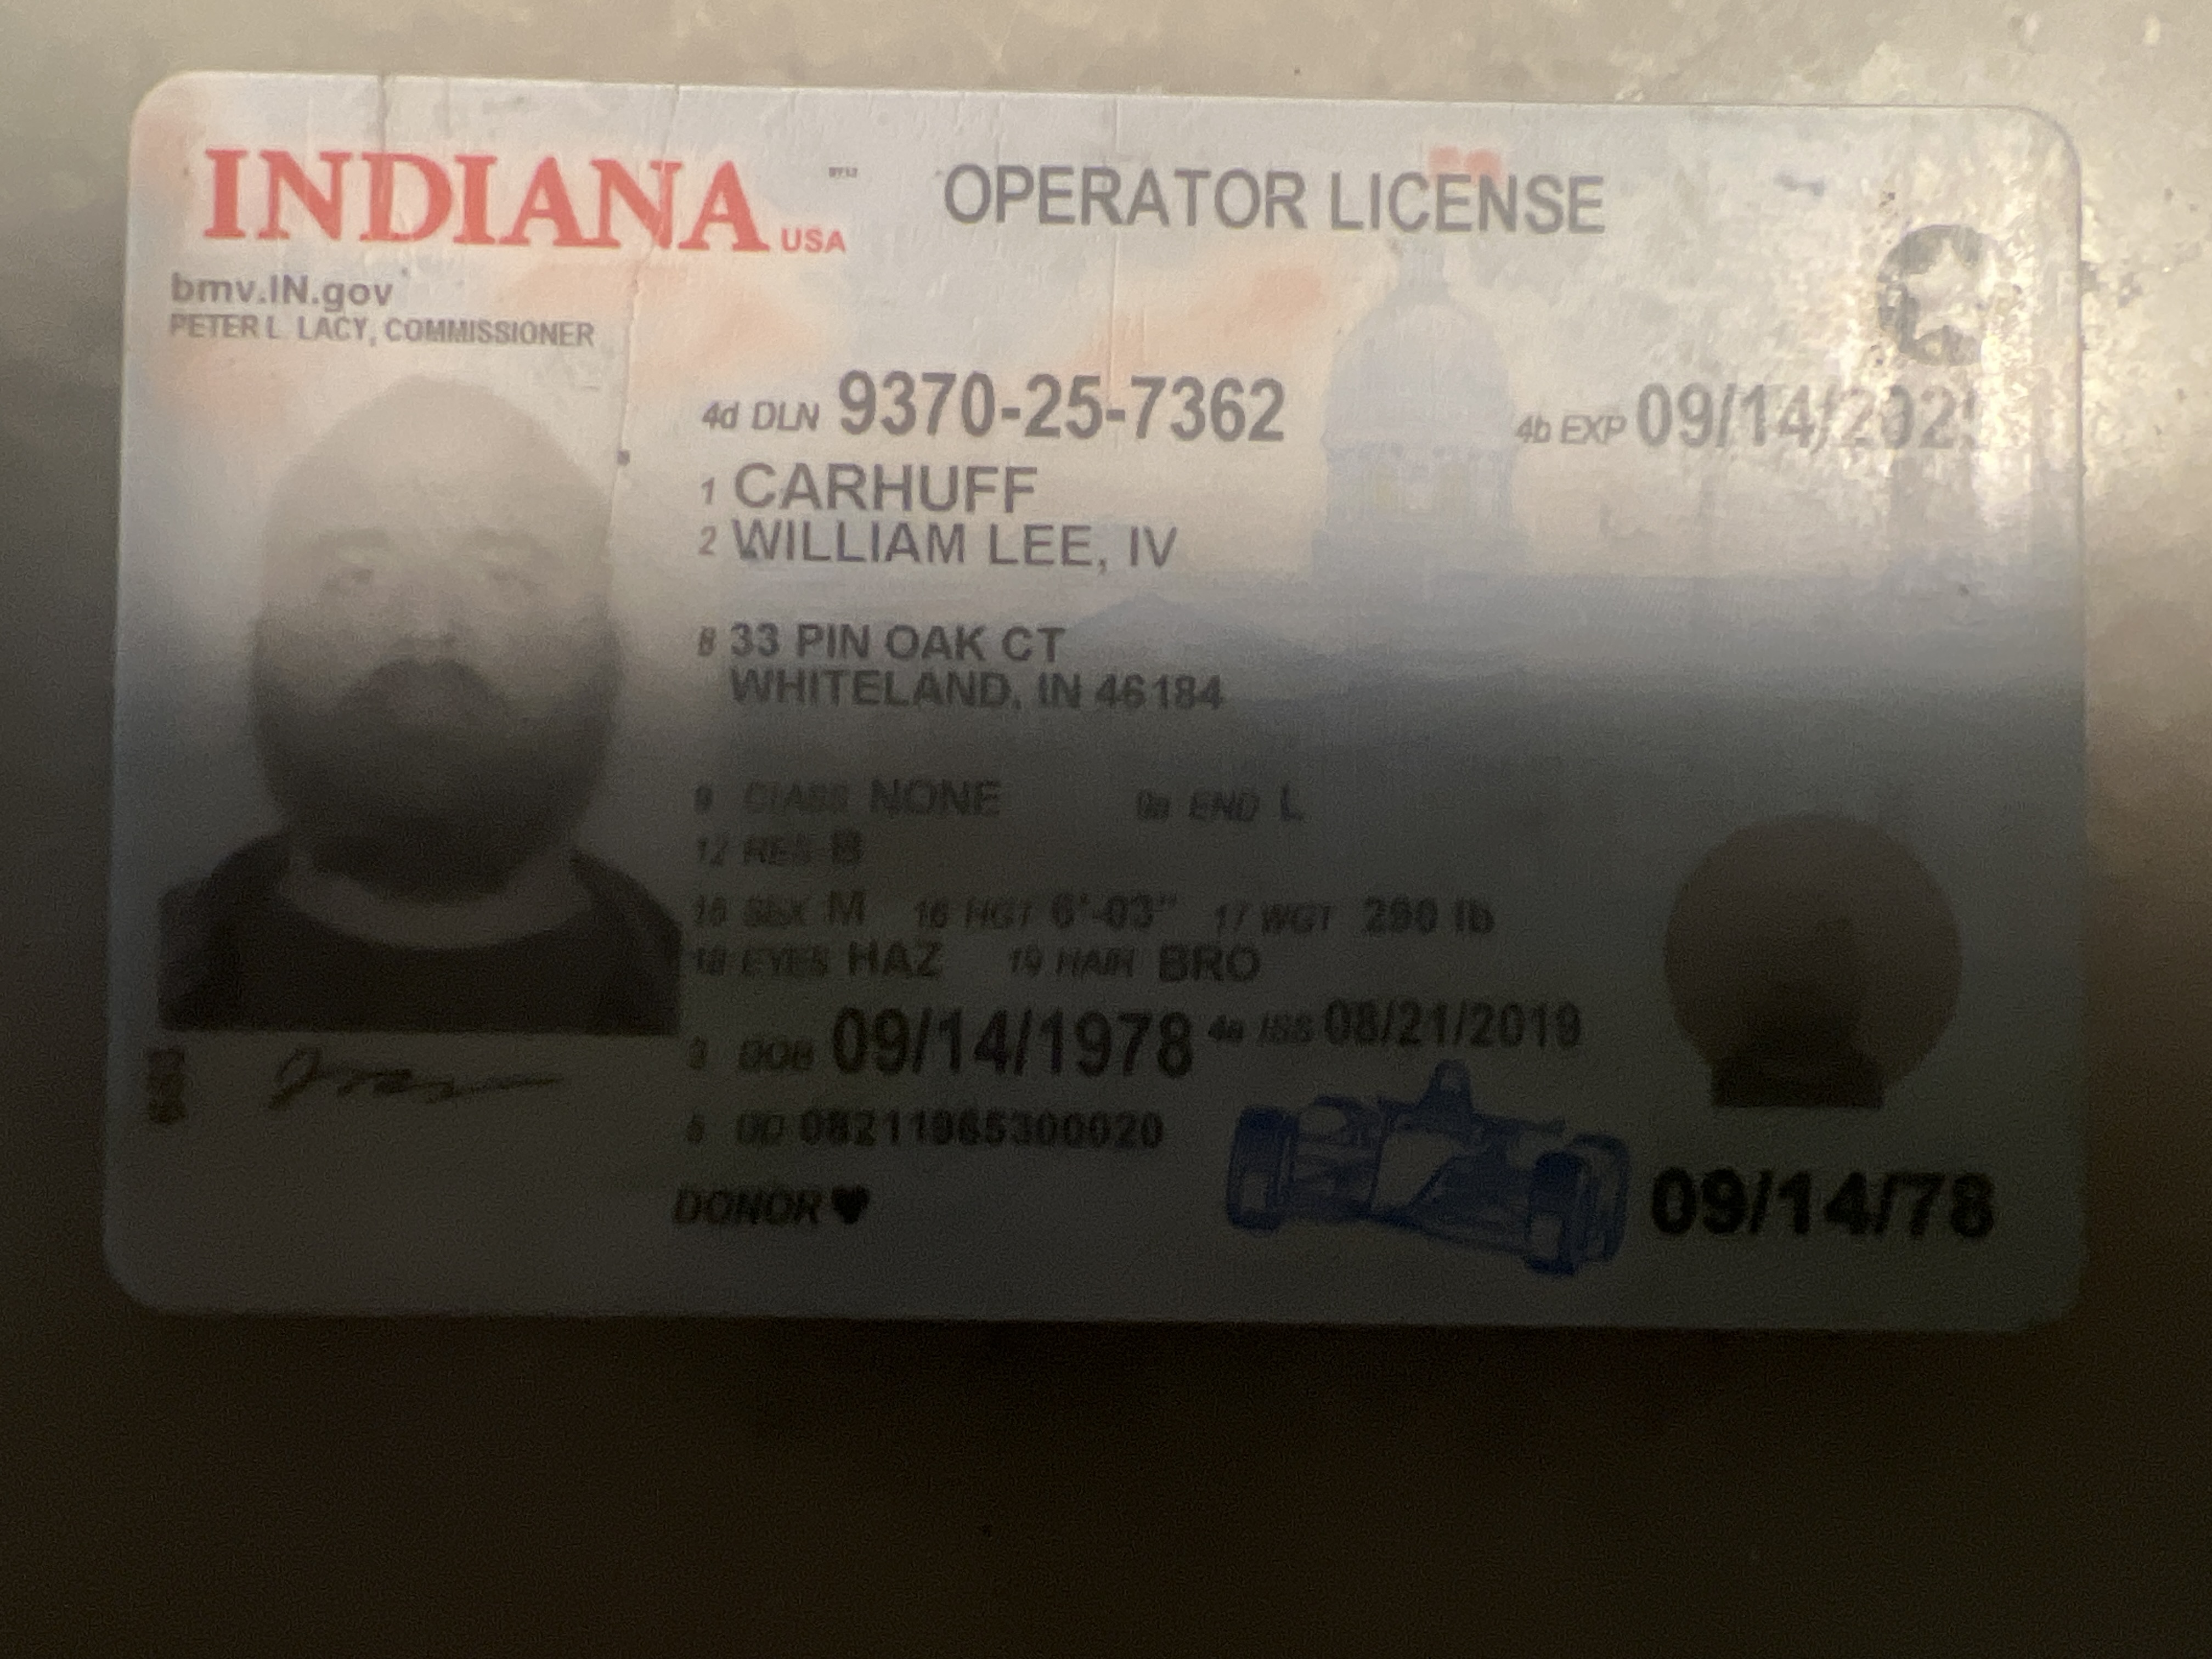 INDIANA USA OPERATOR LICENSE
bmv.IN.gov
PETER L. LACY, COMMISSIONER
4d DLN 9370-25-7362 4b EXP 09/14/202
1 CARHUFF
2 WILLIAM LEE, IV
8 33 PIN OAK CT
WHITELAND, IN 46184
9 CLASS NONE 9a END L
12 RES B
15 SEX M 16 HGT 6'-03" 17 WGT 280 lb
18 EYES HAZ 19 HAIR BRO
3 DOB 09/14/1978 4a ISS 08/21/2019
5 DD 08211965300020
DONOR 09/14/78